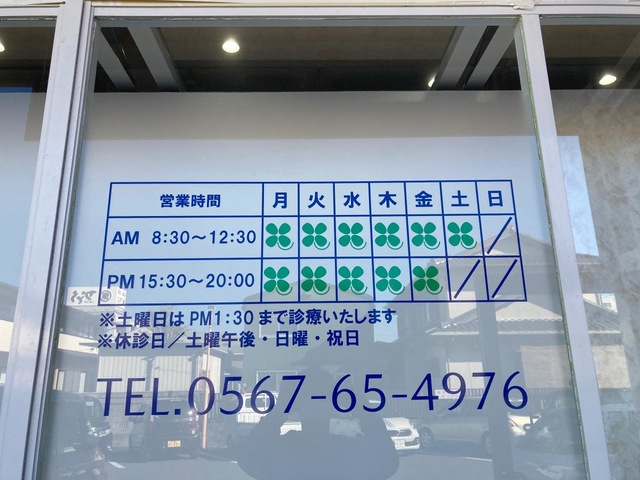 営業時間 月 火 水 木 金 土 日
AM 8:30～12:30
PM 15:30～20:00
※土曜日はPM1:30まで診療いたします
※休診日／土曜午後・日曜・祝日
TEL.0567-65-4976